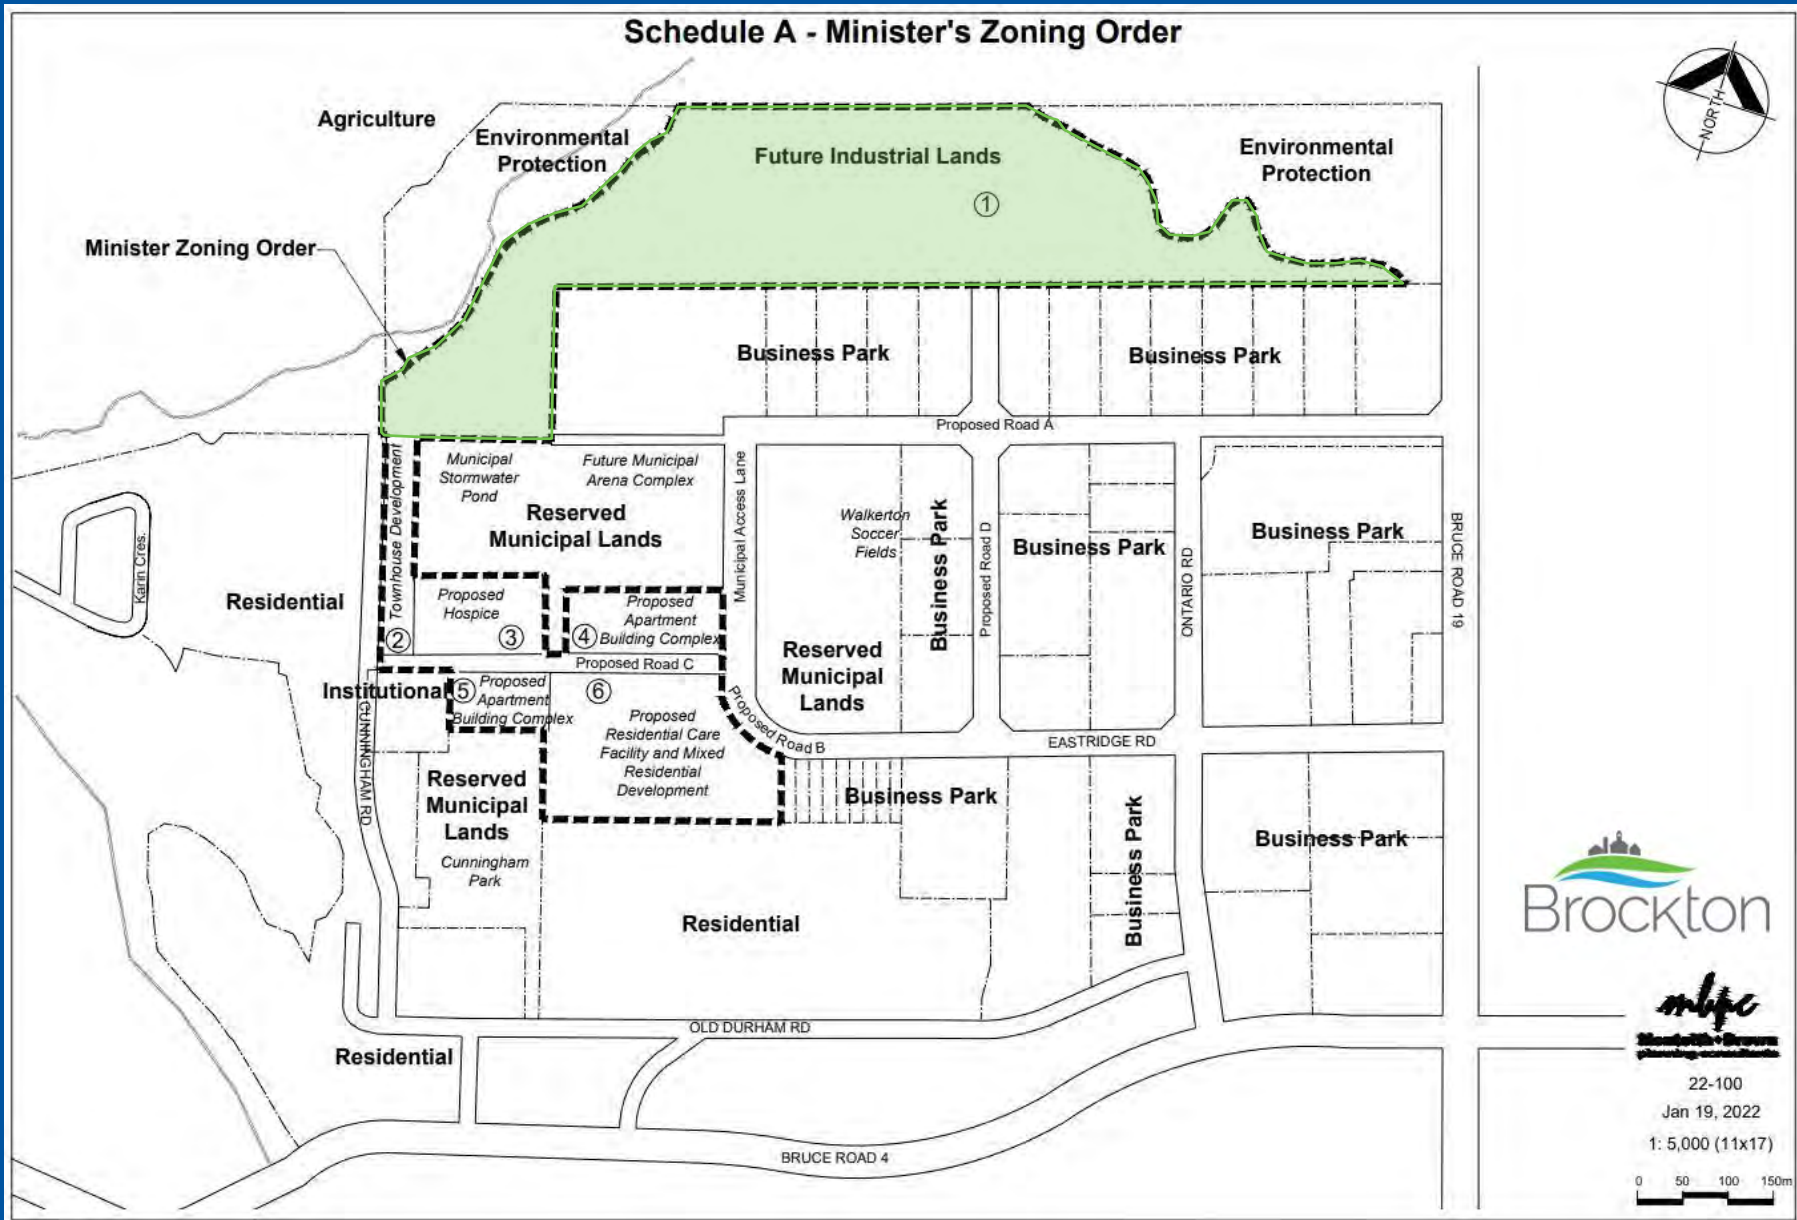 Schedule A - Minister's Zoning Order
NORTH
Agriculture
Environmental
Protection
Future Industrial Lands
1
Environmental
Protection
Minister Zoning Order
Business Park
Business Park
Proposed Road A
Townhouse Development
2
Municipal
Stormwater
Pond
Future Municipal
Arena Complex
Reserved
Municipal Lands
Municipal Access Lane
Walkerton
Soccer
Fields
Business Park
Proposed Road D
Business Park
ONTARIO RD
Business Park
BRUCE ROAD 19
Karin Cres.
Residential
Proposed
Hospice
3
4
Proposed
Apartment
Building Complex
Reserved
Municipal
Lands
Proposed Road C
Institutional
5
Proposed
Apartment
Building Complex
6
Proposed
Residential Care
Facility and Mixed
Residential
Development
Proposed Road B
EASTRIDGE RD
CUNNINGHAM RD
Reserved
Municipal
Lands
Cunningham
Park
Business Park
Business Park
Business Park
Residential
Brockton
OLD DURHAM RD
Residential
BRUCE ROAD 4
mbpc
Monteith+Brown
planning consultants
22-100
Jan 19, 2022
1: 5,000 (11x17)
0 50 100 150m